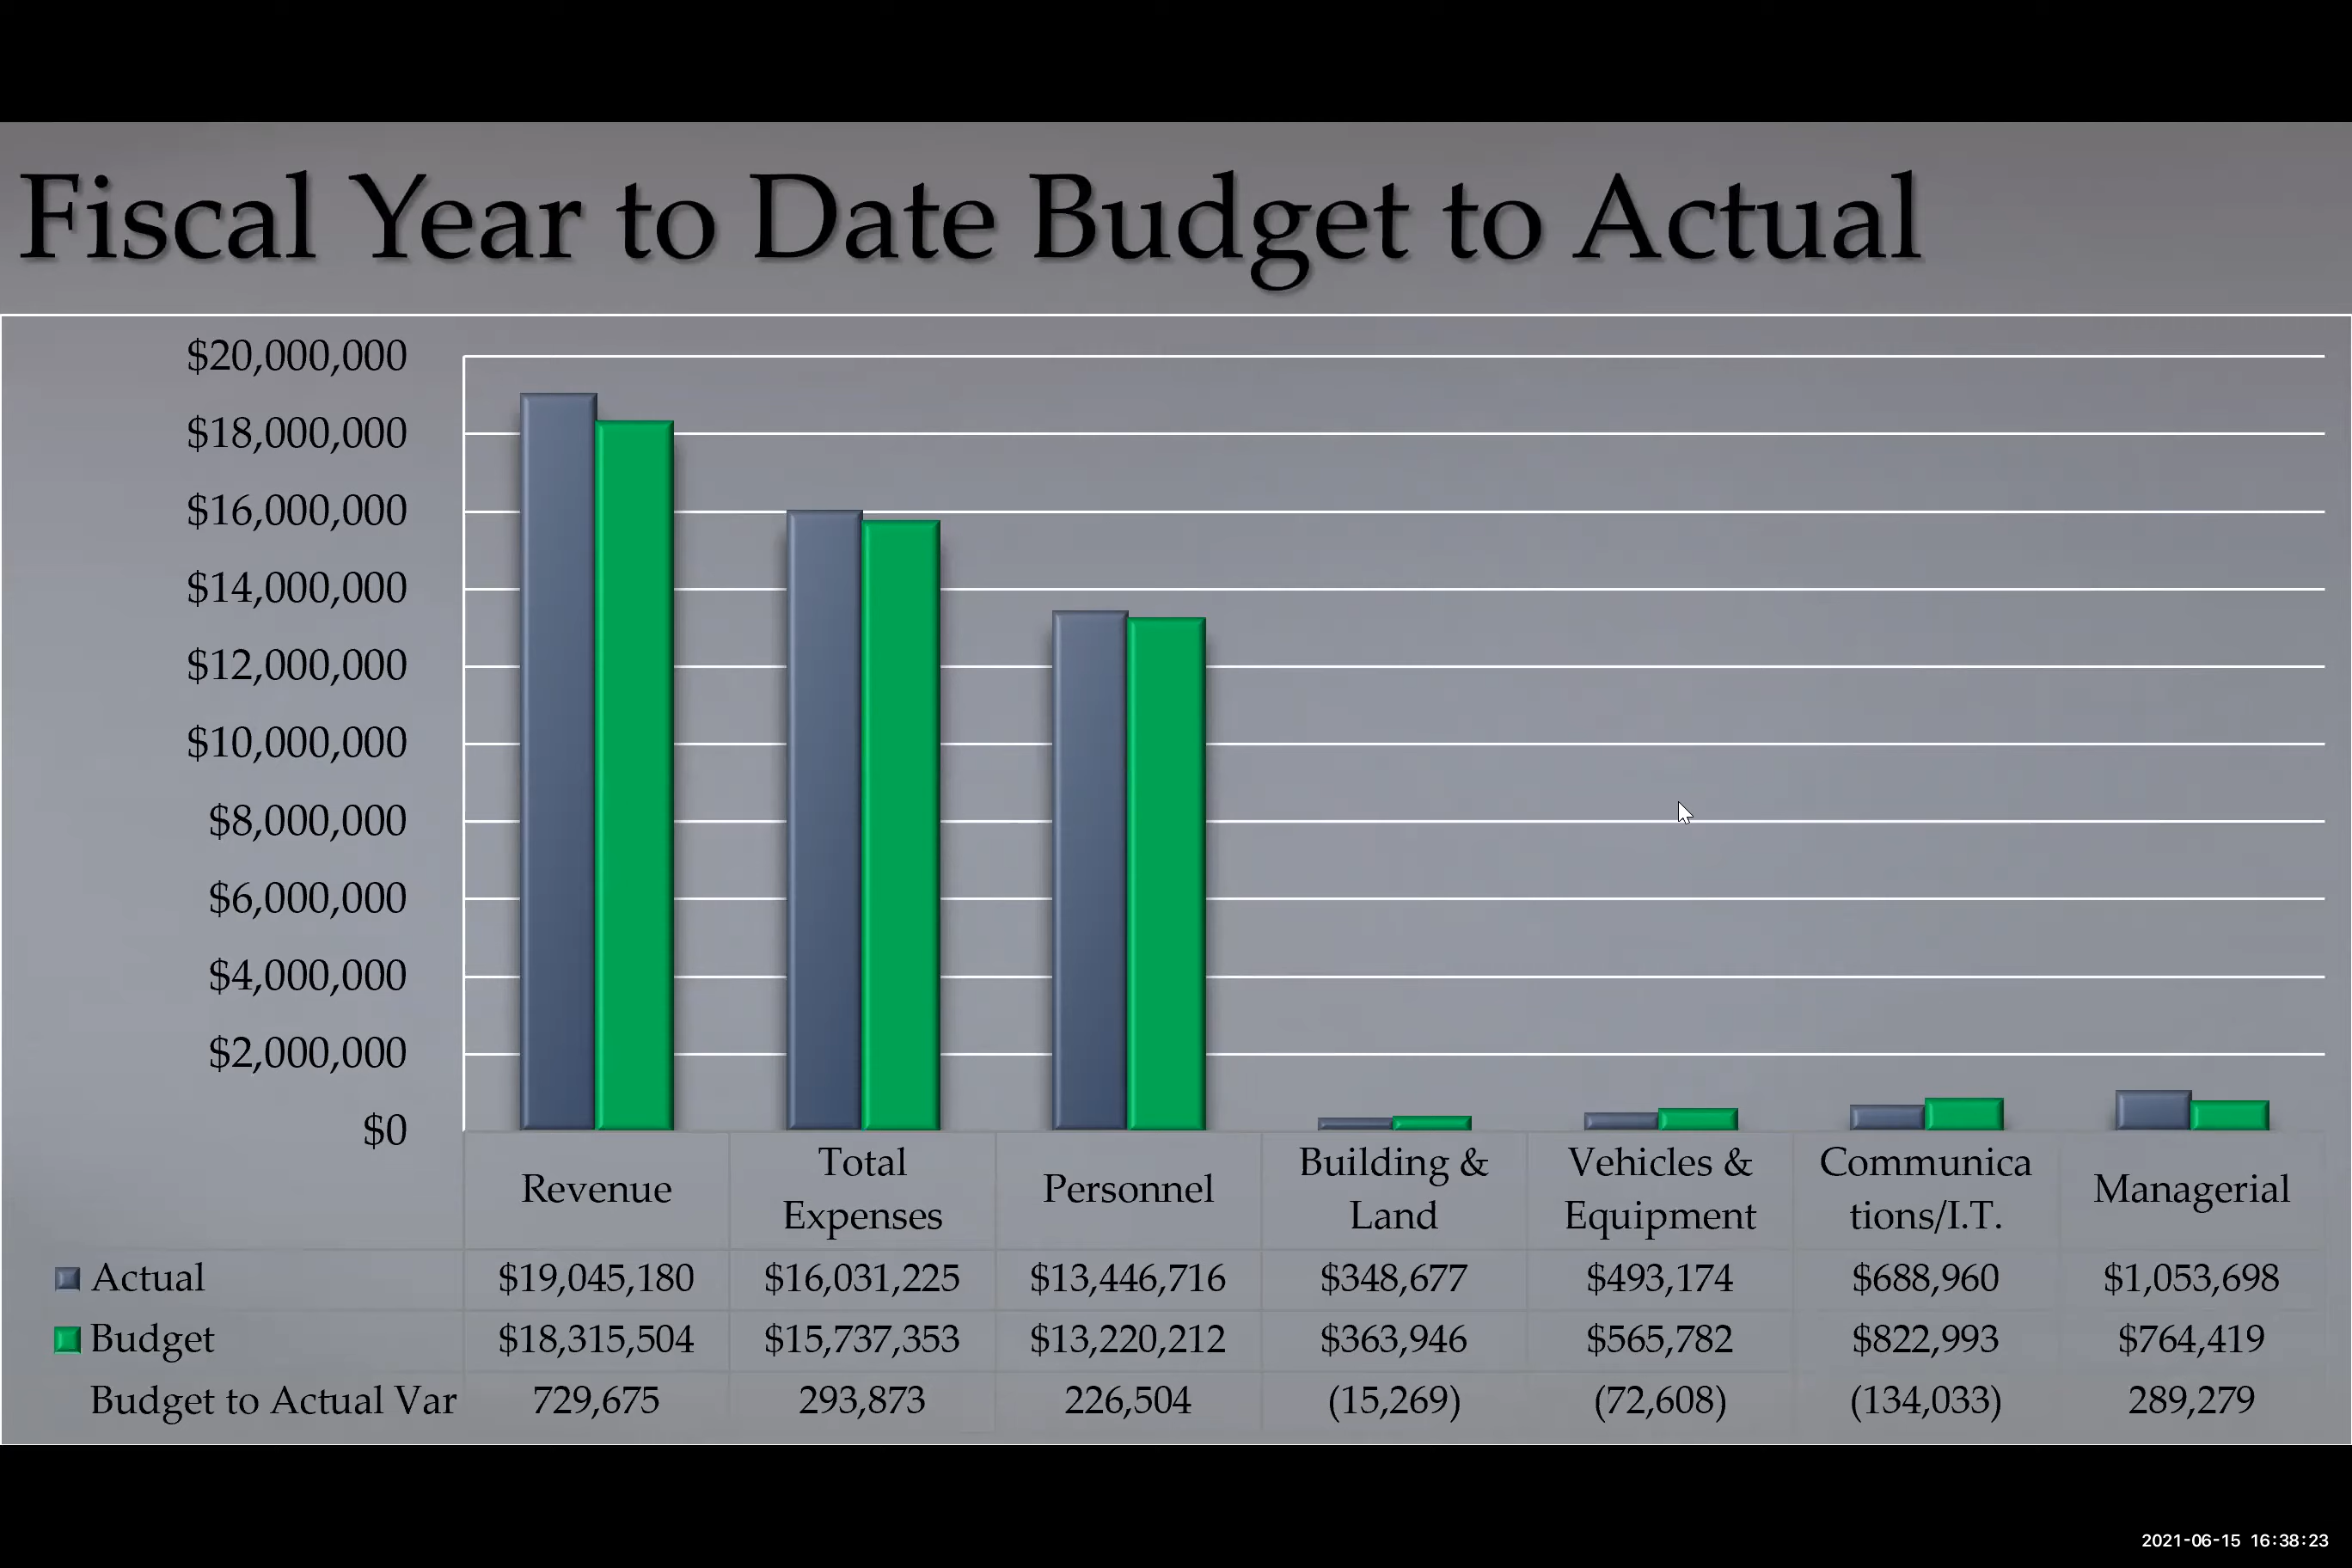 Fiscal Year to Date Budget to Actual
$20,000,000
$18,000,000
$16,000,000
$14,000,000
$12,000,000
$10,000,000
$8,000,000
$6,000,000
$4,000,000
$2,000,000
$0
Revenue Total Expenses Personnel Building & Land Vehicles & Equipment Communica tions/I.T. Managerial
Actual $19,045,180 $16,031,225 $13,446,716 $348,677 $493,174 $688,960 $1,053,698
Budget $18,315,504 $15,737,353 $13,220,212 $363,946 $565,782 $822,993 $764,419
Budget to Actual Var 729,675 293,873 226,504 (15,269) (72,608) (134,033) 289,279
2021-06-15 16:38:23